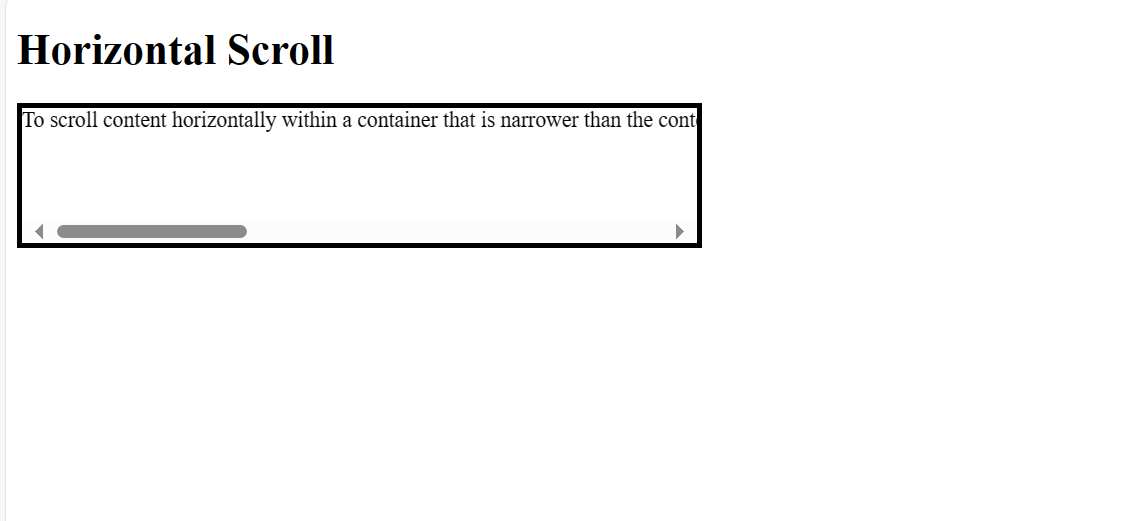 Horizontal Scroll
To scroll content horizontally within a container that is narrower than the